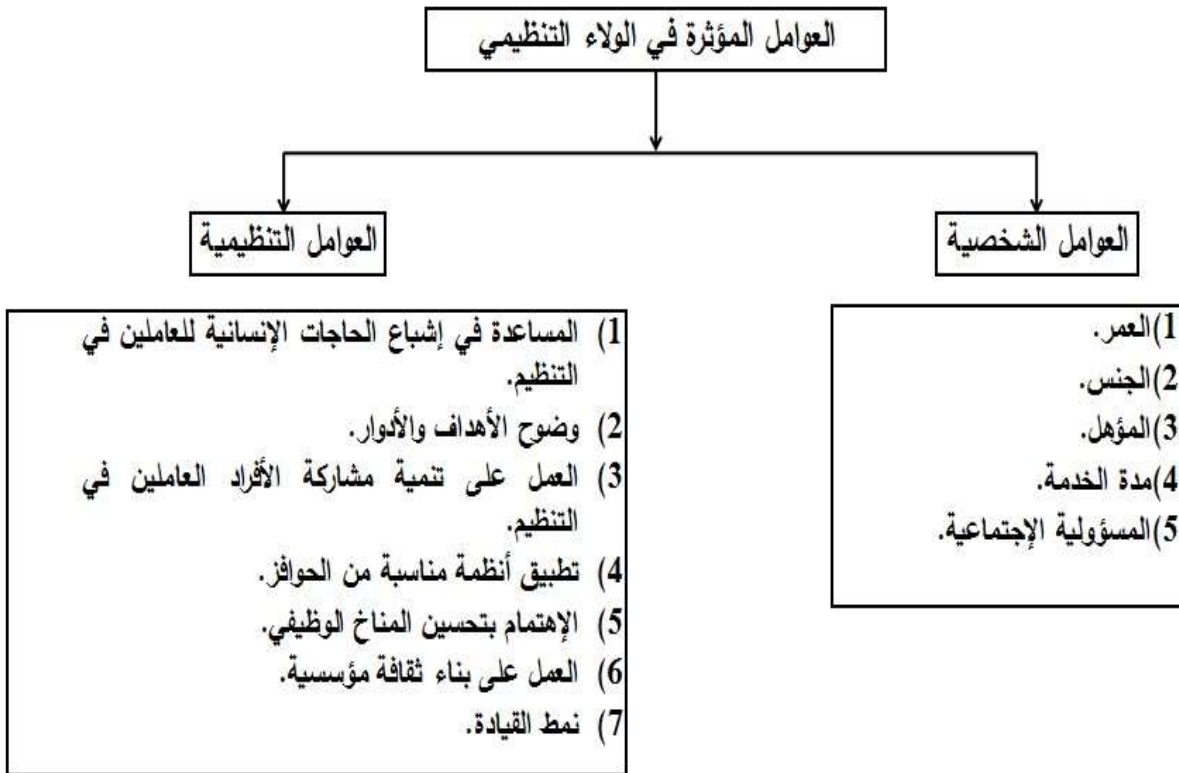 العوامل المؤثرة في الولاء التنظيمي
العوامل الشخصية
العوامل التنظيمية
1)العمر.
2)الجنس.
3)المؤهل.
4)مدة الخدمة.
5)المسؤولية الإجتماعية.
1) المساعدة في إشباع الحاجات الإنسانية للعاملين في
التنظيم.
2) وضوح الأهداف والأدوار.
3) العمل على تنمية مشاركة الأفراد العاملين في
التنظيم.
4) تطبيق أنظمة مناسبة من الحوافز.
5) الإهتمام بتحسين المناخ الوظيفي.
6) العمل على بناء ثقافة مؤسسية.
7) نمط القيادة.